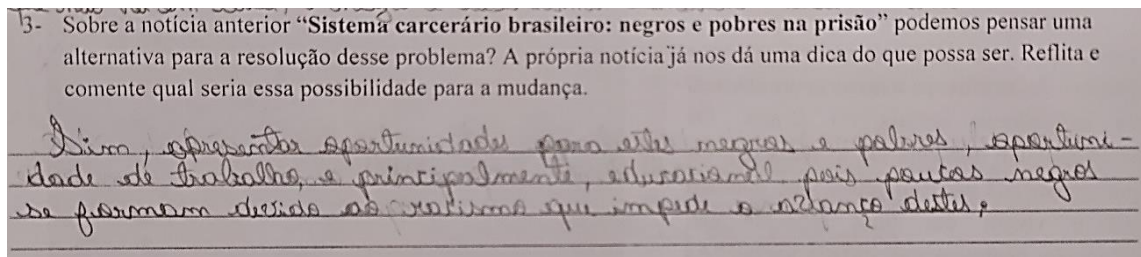 3- Sobre a notícia anterior “Sistema carcerário brasileiro: negros e pobres na prisão” podemos pensar uma
alternativa para a resolução desse problema? A própria notícia já nos dá uma dica do que possa ser. Reflita e
comente qual seria essa possibilidade para a mudança.
Sim, apresentar oportunidades para estes negros e pobres, oportuni-
dade de trabalho, e principalmente, educacional pois poucos negros
se formam devido ao racismo que impede o avanço destes.